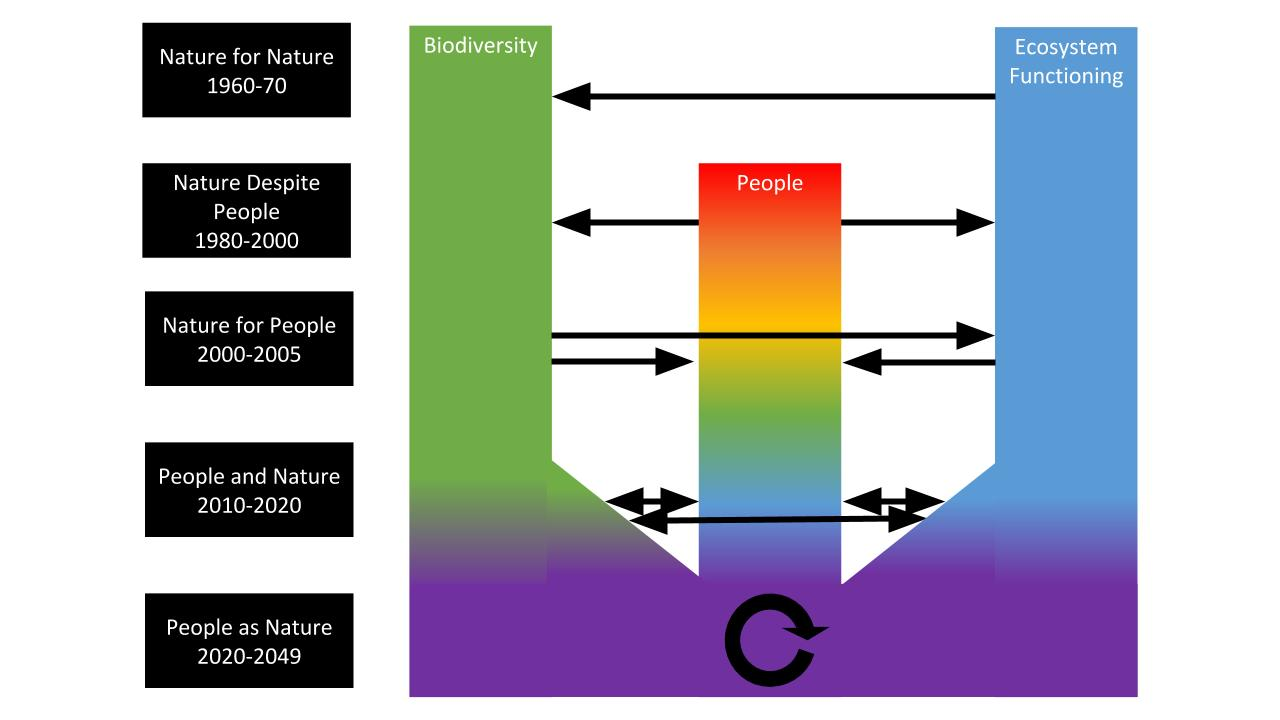 Nature for Nature
1960-70
Biodiversity
Ecosystem
Functioning
Nature Despite
People
1980-2000
People
Nature for People
2000-2005
People and Nature
2010-2020
People as Nature
2020-2049